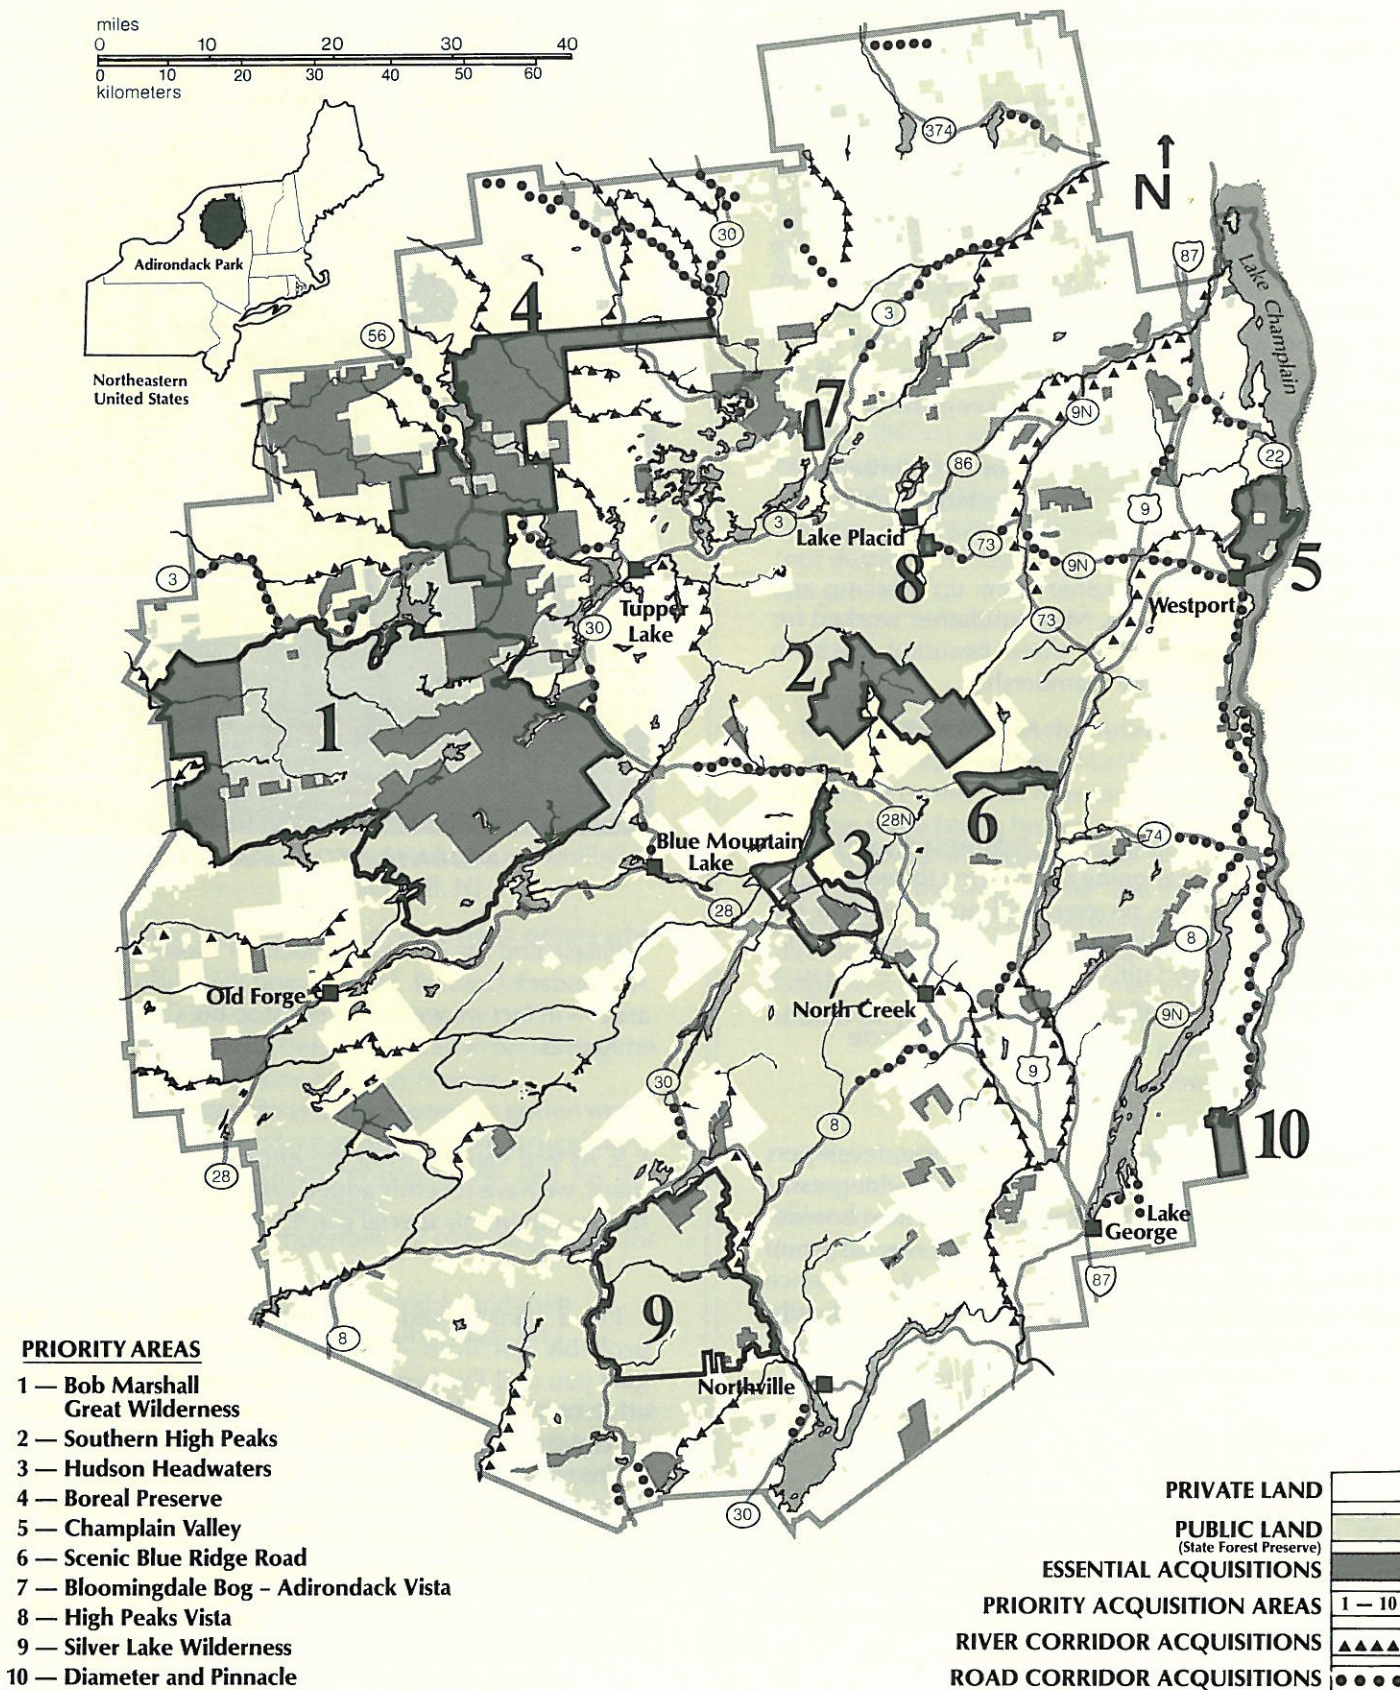 miles
0 10 20 30 40
0 10 20 30 40 50 60
kilometers
Adirondack Park
Northeastern
United States
N
374
30
87
Lake Champlain
4
56
3
7
9N
86
22
9
3
Lake Placid
73
8
9N
5
3
Tupper
Lake
30
Westport
73
2
1
6
28N
Blue Mountain
Lake
3
74
28
8
Old Forge
North Creek
9N
9
30
8
10
28
Lake
George
87
9
8
Northville
30
PRIORITY AREAS
1 — Bob Marshall
Great Wilderness
2 — Southern High Peaks
3 — Hudson Headwaters
4 — Boreal Preserve
5 — Champlain Valley
6 — Scenic Blue Ridge Road
7 — Bloomingdale Bog – Adirondack Vista
8 — High Peaks Vista
9 — Silver Lake Wilderness
10 — Diameter and Pinnacle
PRIVATE LAND
PUBLIC LAND
(State Forest Preserve)
ESSENTIAL ACQUISITIONS
PRIORITY ACQUISITION AREAS 1 — 10
RIVER CORRIDOR ACQUISITIONS
ROAD CORRIDOR ACQUISITIONS